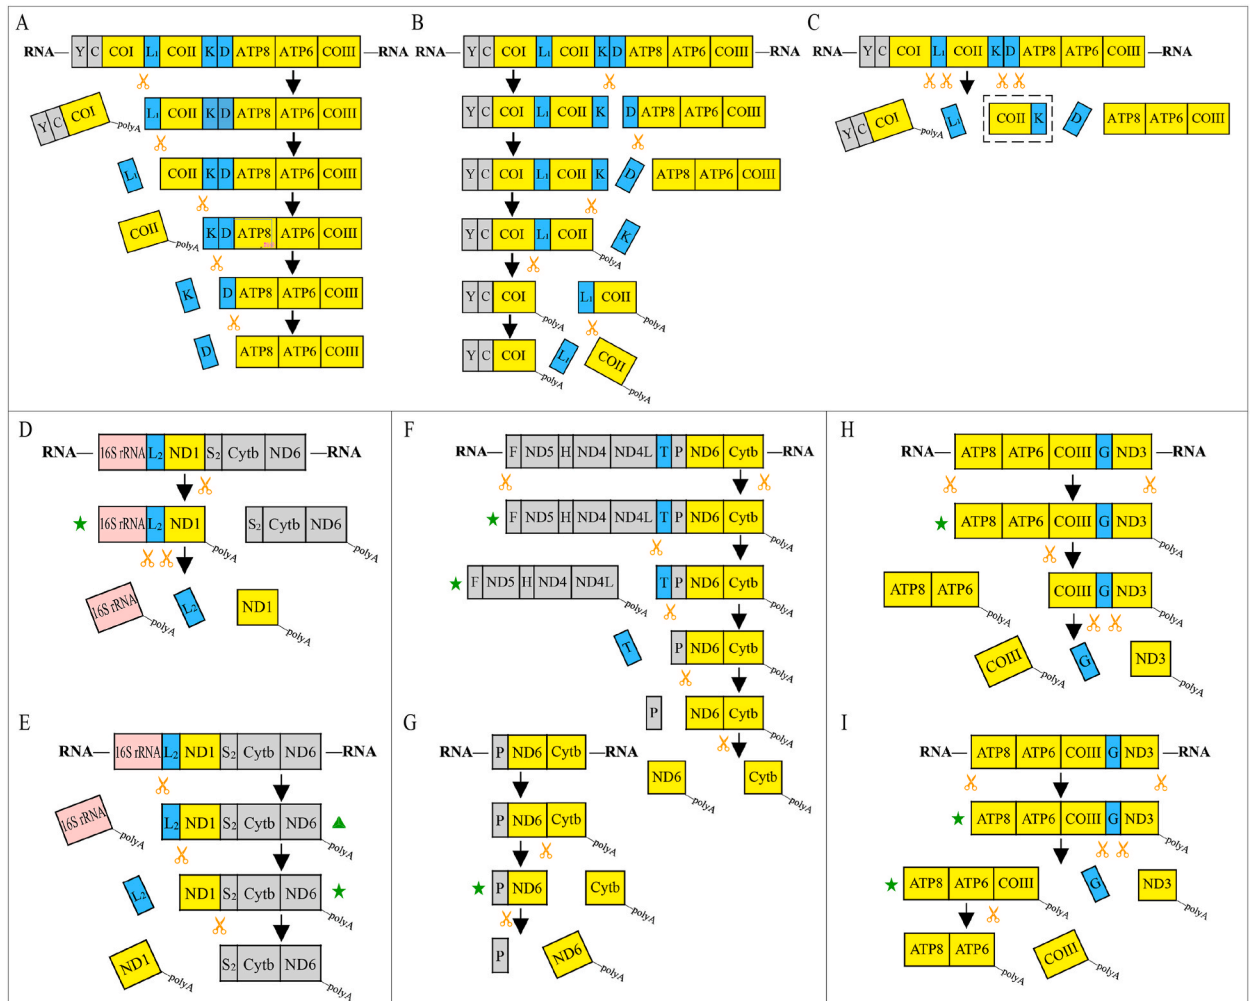 A
RNA— Y C COI L1 COII K D ATP8 ATP6 COIII —RNA
Y C COI polyA L1 COII K D ATP8 ATP6 COIII
L1 COII K D ATP8 ATP6 COIII
COII polyA K D ATP8 ATP6 COIII
K D ATP8 ATP6 COIII
D ATP8 ATP6 COIII
B
RNA— Y C COI L1 COII K D ATP8 ATP6 COIII —RNA
Y C COI L1 COII K D ATP8 ATP6 COIII
Y C COI L1 COII K D ATP8 ATP6 COIII
Y C COI L1 COII polyA K
Y C COI polyA L1 COII polyA
Y C COI polyA L1 COII polyA
C
RNA— Y C COI L1 COII K D ATP8 ATP6 COIII —RNA
Y C COI polyA L1 COII K D ATP8 ATP6 COIII
D
RNA— 16S rRNA L2 ND1 S2 Cytb ND6 —RNA
16S rRNA L2 ND1 polyA S2 Cytb ND6 polyA
16S rRNA polyA L2 ND1 polyA
E
RNA— 16S rRNA L2 ND1 S2 Cytb ND6 —RNA
16S rRNA polyA L2 ND1 S2 Cytb ND6 polyA
L2 ND1 S2 Cytb ND6 polyA
ND1 polyA S2 Cytb ND6 polyA
F
RNA— F ND5 H ND4 ND4L T P ND6 Cytb —RNA
F ND5 H ND4 ND4L T P ND6 Cytb polyA
F ND5 H ND4 ND4L polyA T P ND6 Cytb polyA
T P ND6 Cytb polyA
P ND6 Cytb polyA
ND6 polyA Cytb polyA
G
RNA— P ND6 Cytb —RNA
P ND6 Cytb polyA
P ND6 Cytb polyA
P ND6 polyA
H
RNA— ATP8 ATP6 COIII G ND3 —RNA
ATP8 ATP6 COIII G ND3 polyA
ATP8 ATP6 polyA COIII G ND3 polyA
COIII polyA G ND3 polyA
I
RNA— ATP8 ATP6 COIII G ND3 —RNA
ATP8 ATP6 COIII G ND3 polyA
ATP8 ATP6 COIII polyA G ND3 polyA
ATP8 ATP6 polyA COIII polyA